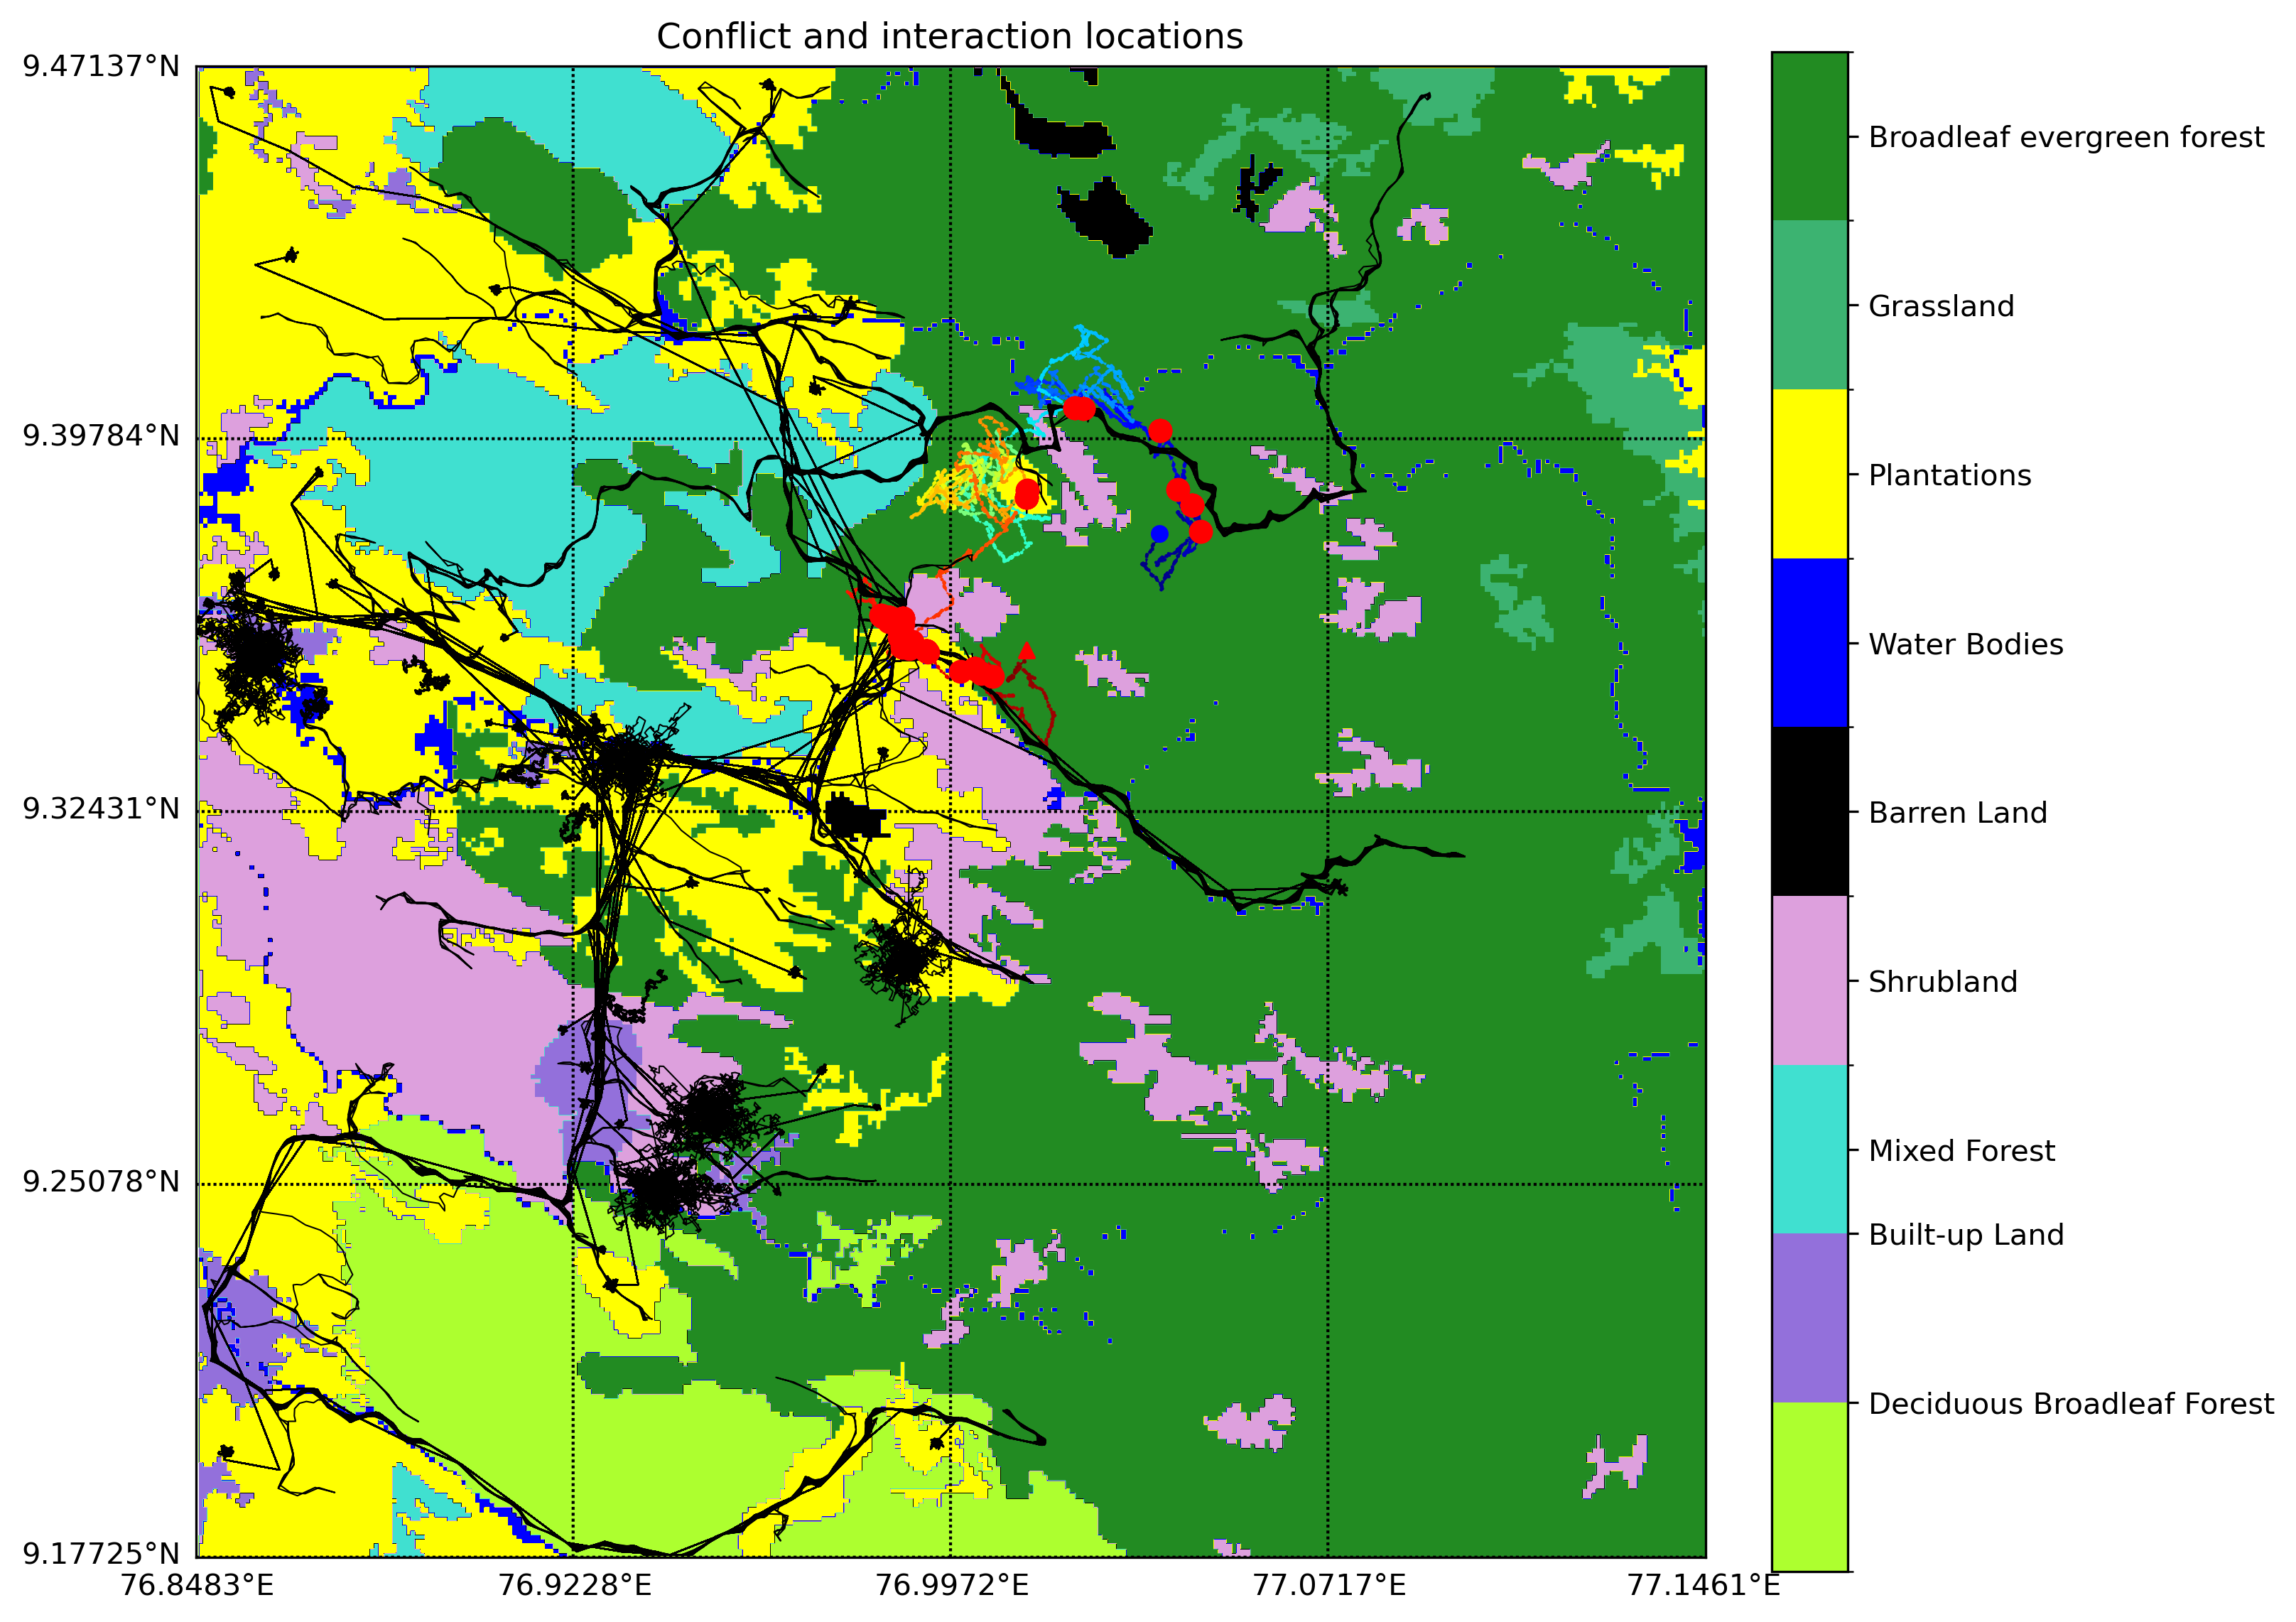 Conflict and interaction locations
9.47137°N
9.39784°N
9.32431°N
9.25078°N
9.17725°N
76.8483°E
76.9228°E
76.9972°E
77.0717°E
77.1461°E
Broadleaf evergreen forest
Grassland
Plantations
Water Bodies
Barren Land
Shrubland
Mixed Forest
Built-up Land
Deciduous Broadleaf Forest